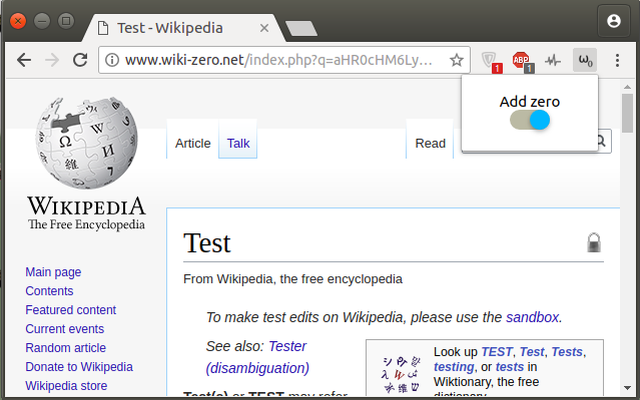 Test - Wikipedia
www.wiki-zero.net/index.php?q=aHR0cHM6Ly…
1
ABP
1
ω0
Add zero
WIKIPEDIA
The Free Encyclopedia
Article
Talk
Read
Test
From Wikipedia, the free encyclopedia
Main page
Contents
Featured content
Current events
Random article
Donate to Wikipedia
Wikipedia store
To make test edits on Wikipedia, please use the sandbox.
See also: Tester
(disambiguation)
Test(s) or TEST may refer
Look up TEST, Test, Tests,
testing, or tests in
Wiktionary, the free
dictionary.